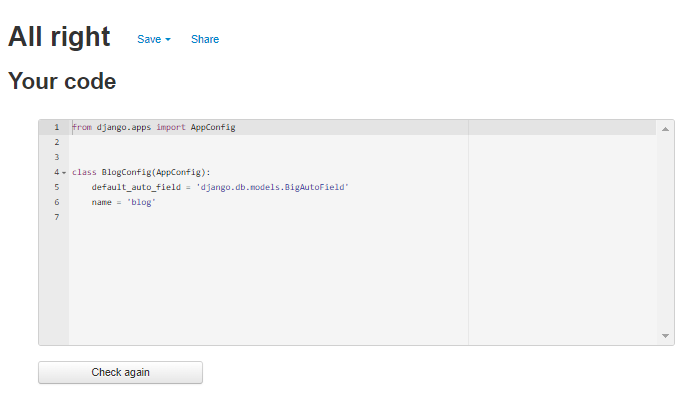 All right Save Share
Your code
1 from django.apps import AppConfig
2
3
4 class BlogConfig(AppConfig):
5 default_auto_field = 'django.db.models.BigAutoField'
6 name = 'blog'
7
Check again